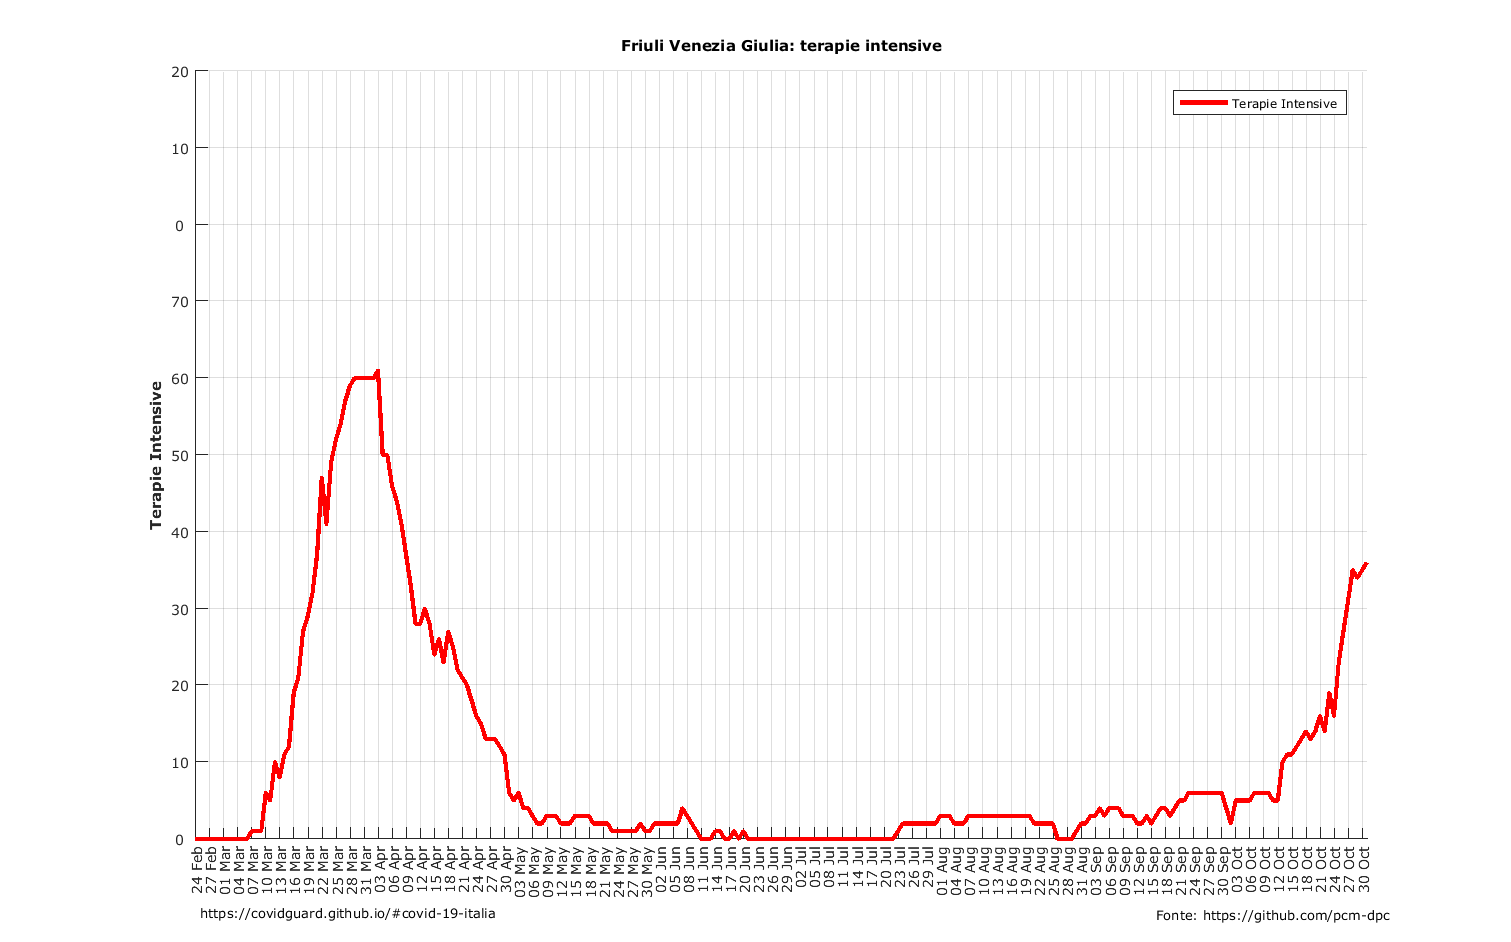 Friuli Venezia Giulia: terapie intensive
20
10
0
70
60
50
40
30
20
10
0
Terapie Intensive
Terapie Intensive
24 Feb
27 Feb
01 Mar
04 Mar
07 Mar
10 Mar
13 Mar
16 Mar
19 Mar
22 Mar
25 Mar
28 Mar
31 Mar
03 Apr
06 Apr
09 Apr
12 Apr
15 Apr
18 Apr
21 Apr
24 Apr
27 Apr
30 Apr
03 May
06 May
09 May
12 May
15 May
18 May
21 May
24 May
27 May
30 May
02 Jun
05 Jun
08 Jun
11 Jun
14 Jun
17 Jun
20 Jun
23 Jun
26 Jun
29 Jun
02 Jul
05 Jul
08 Jul
11 Jul
14 Jul
17 Jul
20 Jul
23 Jul
26 Jul
29 Jul
01 Aug
04 Aug
07 Aug
10 Aug
13 Aug
16 Aug
19 Aug
22 Aug
25 Aug
28 Aug
31 Aug
03 Sep
06 Sep
09 Sep
12 Sep
15 Sep
18 Sep
21 Sep
24 Sep
27 Sep
30 Sep
03 Oct
06 Oct
09 Oct
12 Oct
15 Oct
18 Oct
21 Oct
24 Oct
27 Oct
30 Oct
https://covidguard.github.io/#covid-19-italia
Fonte: https://github.com/pcm-dpc